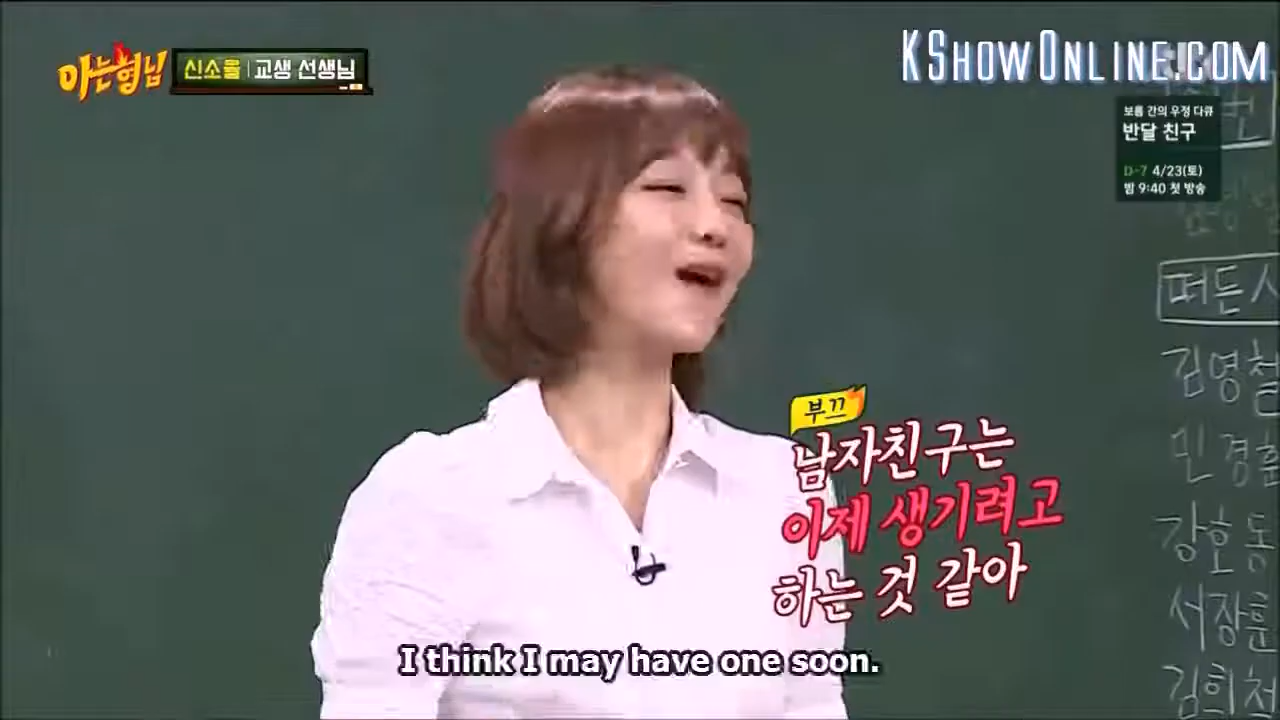 아는형님
신소율 | 교생 선생님
KSHOWONLINE.COM
보름 간의 우정 다큐
반달 친구
D-7 4/23(토)
밤 9:40 첫 방송
떠든 사
김영철
민경훈
강호동
서장훈
김희철
부끄
남자친구는
이제 생기려고
하는 것 같아
I think I may have one soon.